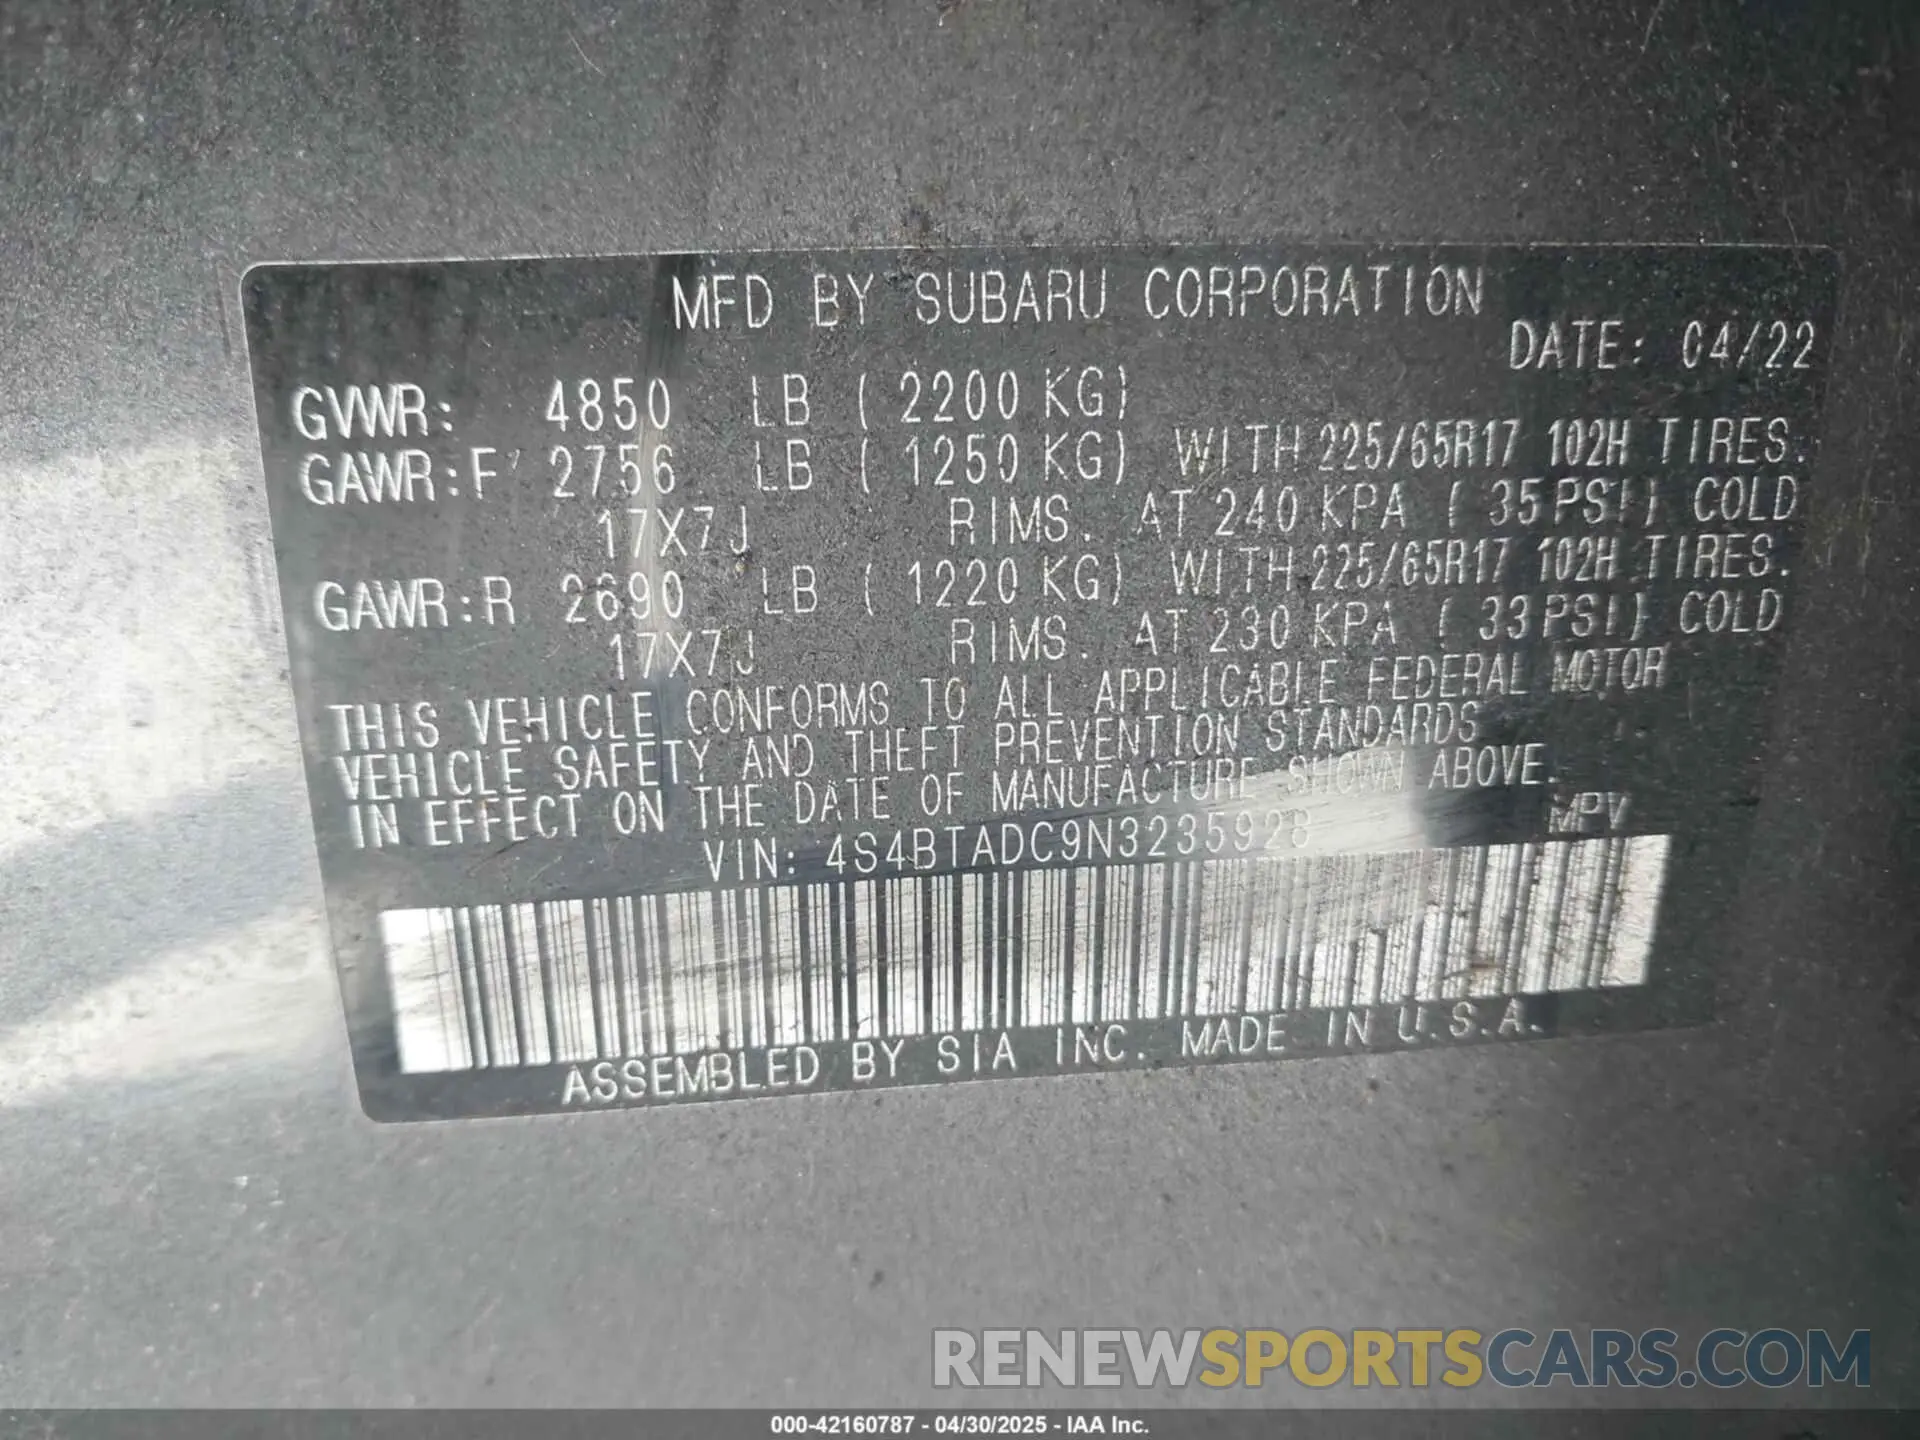 MFD BY SUBARU CORPORATION
DATE: 04/22
GVWR: 4850 LB ( 2200 KG)
GAWR:F 2756 LB ( 1250 KG) WITH 225/65R17 102H TIRES.
17X7J RIMS. AT 240 KPA ( 35PSI) COLD
GAWR:R 2690 LB ( 1220 KG) WITH 225/65R17 102H TIRES.
17X7J RIMS. AT 230 KPA ( 33PSI) COLD
THIS VEHICLE CONFORMS TO ALL APPLICABLE FEDERAL MOTOR
VEHICLE SAFETY AND THEFT PREVENTION STANDARDS
IN EFFECT ON THE DATE OF MANUFACTURE SHOWN ABOVE.
VIN: 4S4BTADC9N3235928 MPV
ASSEMBLED BY SIA INC. MADE IN U.S.A.
RENEWSPORTSCARS.COM
000-42160787 - 04/30/2025 - IAA Inc.